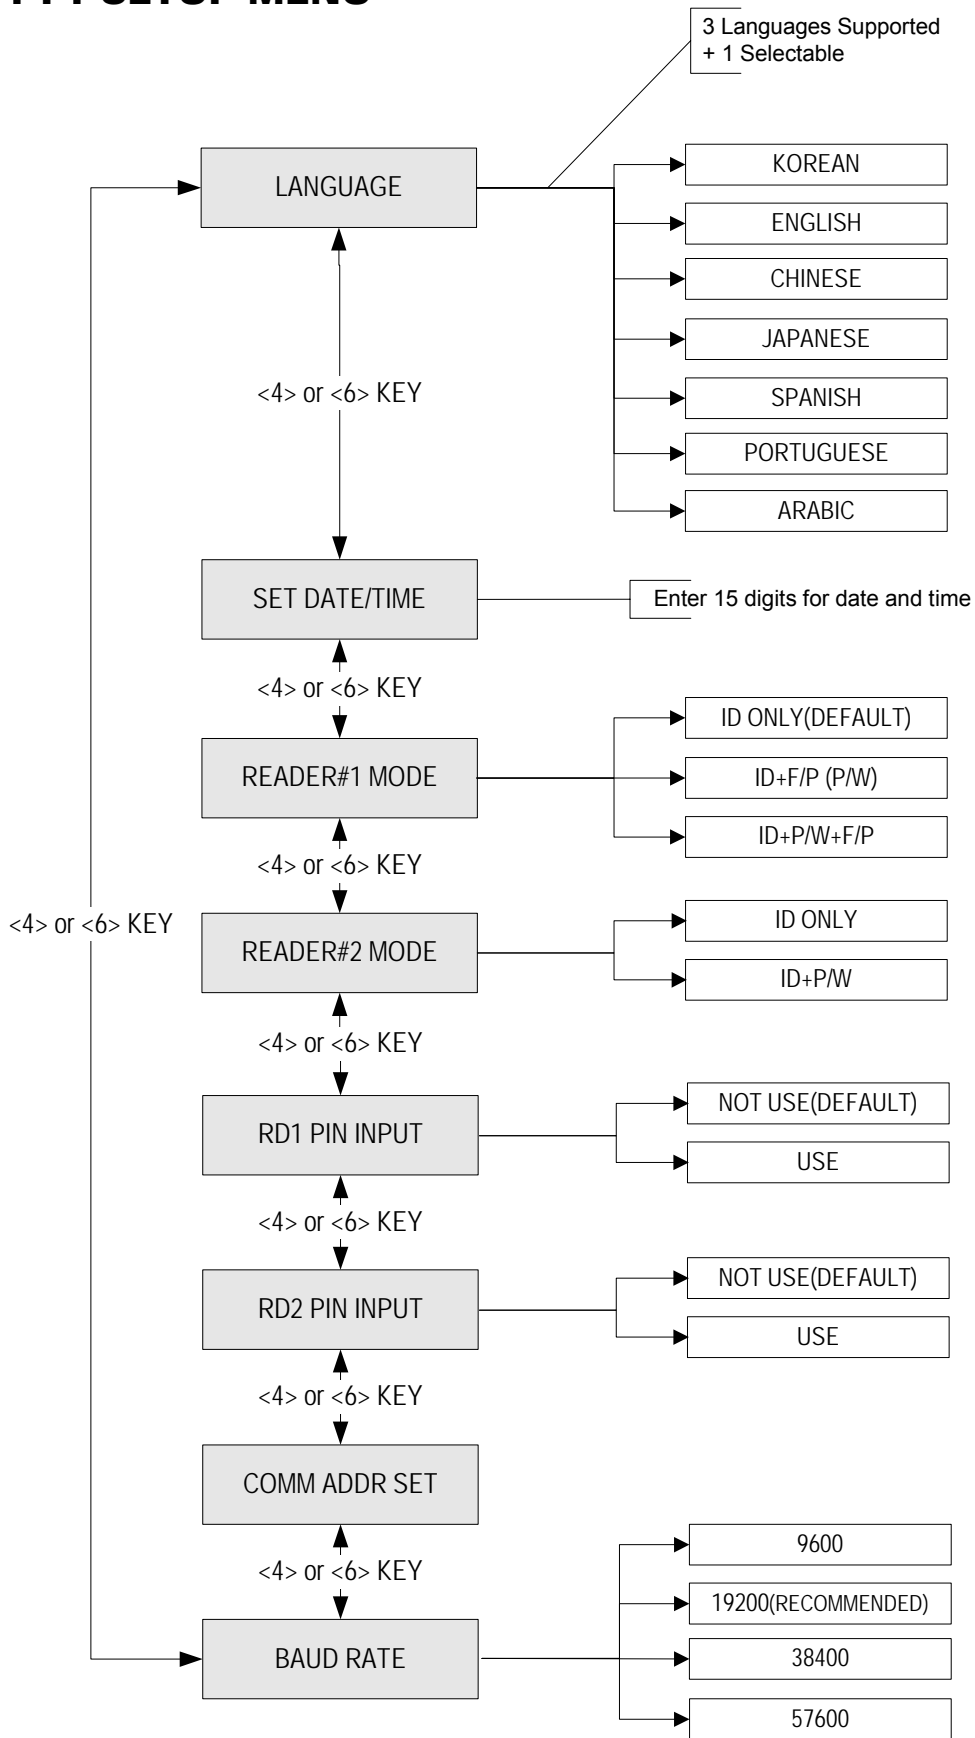 SETUP MENU
3 Languages Supported
+ 1 Selectable
LANGUAGE
KOREAN
ENGLISH
CHINESE
JAPANESE
SPANISH
PORTUGUESE
ARABIC
<4> or <6> KEY
SET DATE/TIME
Enter 15 digits for date and time
<4> or <6> KEY
READER#1 MODE
ID ONLY(DEFAULT)
ID+F/P (P/W)
ID+P/W+F/P
<4> or <6> KEY
<4> or <6> KEY
READER#2 MODE
ID ONLY
ID+P/W
<4> or <6> KEY
RD1 PIN INPUT
NOT USE(DEFAULT)
USE
<4> or <6> KEY
RD2 PIN INPUT
NOT USE(DEFAULT)
USE
<4> or <6> KEY
COMM ADDR SET
<4> or <6> KEY
BAUD RATE
9600
19200(RECOMMENDED)
38400
57600